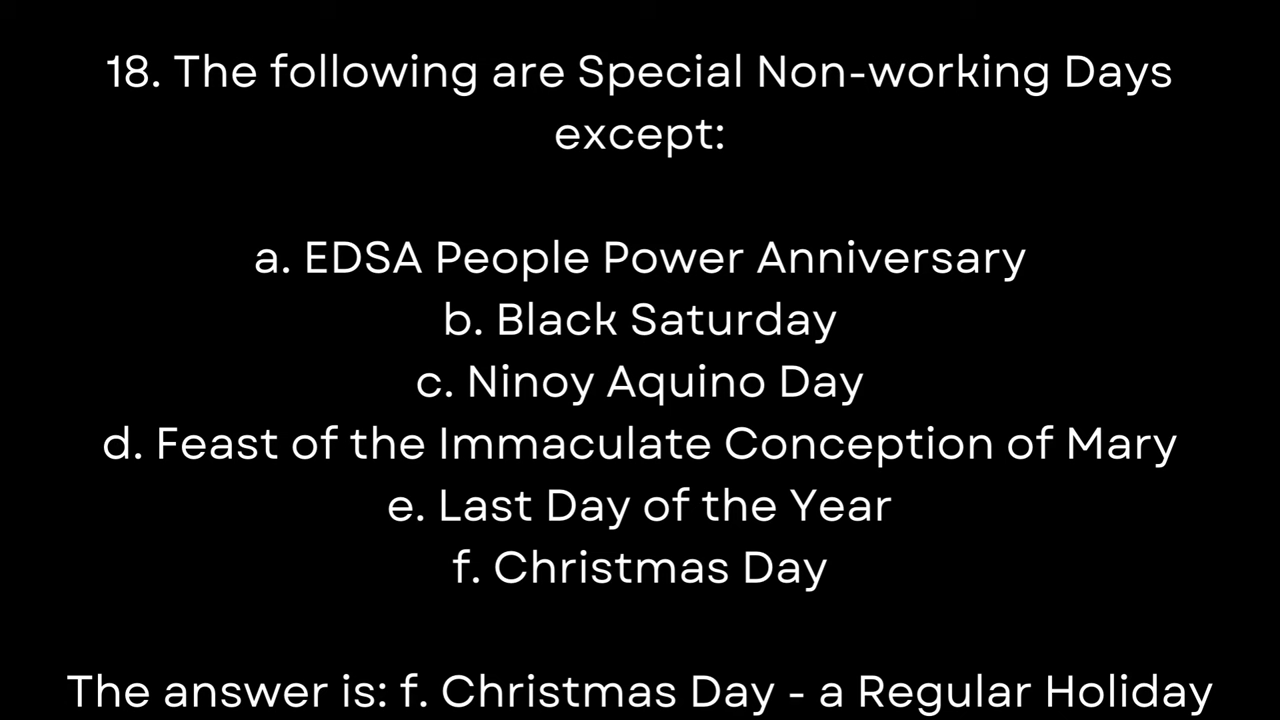 18. The following are Special Non-working Days
except:
a. EDSA People Power Anniversary
b. Black Saturday
c. Ninoy Aquino Day
d. Feast of the Immaculate Conception of Mary
e. Last Day of the Year
f. Christmas Day
The answer is: f. Christmas Day - a Regular Holiday